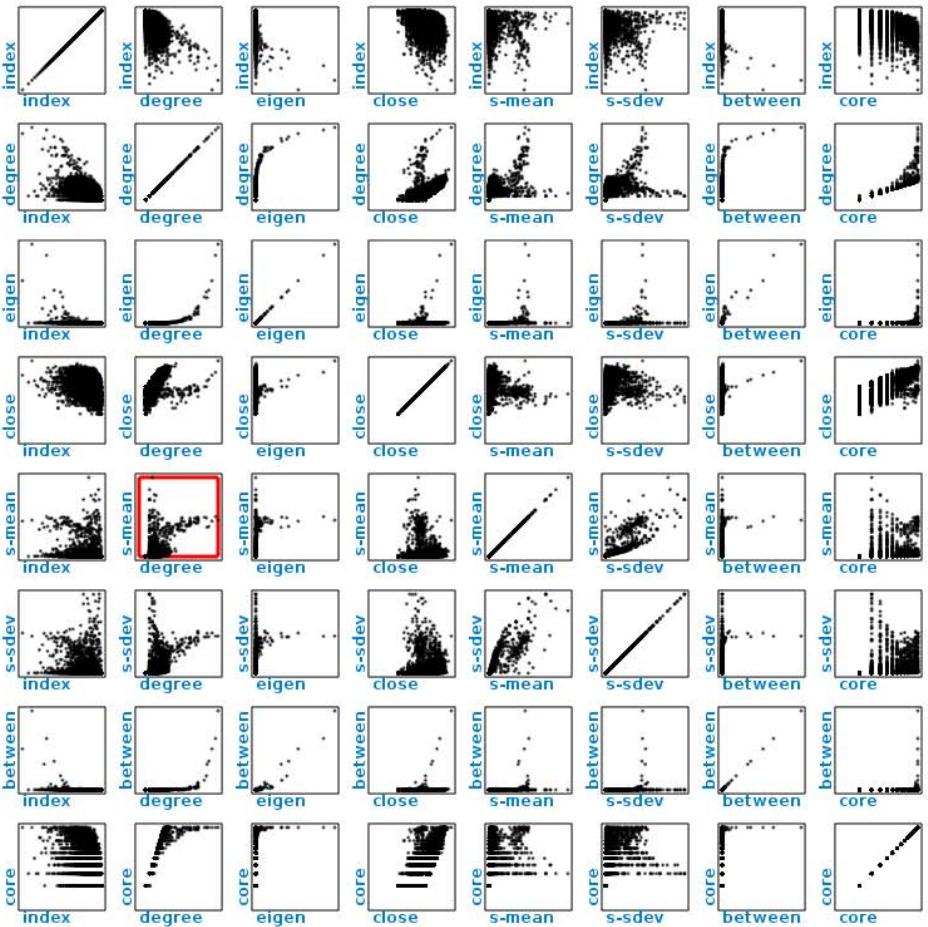 index index index index index index index index
index degree eigen close s-mean s-sdev between core
degree degree degree degree degree degree degree degree
index degree eigen close s-mean s-sdev between core
eigen eigen eigen eigen eigen eigen eigen eigen
index degree eigen close s-mean s-sdev between core
close close close close close close close close
index degree eigen close s-mean s-sdev between core
s-mean s-mean s-mean s-mean s-mean s-mean s-mean s-mean
index degree eigen close s-mean s-sdev between core
s-sdev s-sdev s-sdev s-sdev s-sdev s-sdev s-sdev s-sdev
index degree eigen close s-mean s-sdev between core
between between between between between between between between
index degree eigen close s-mean s-sdev between core
core core core core core core core core
index degree eigen close s-mean s-sdev between core